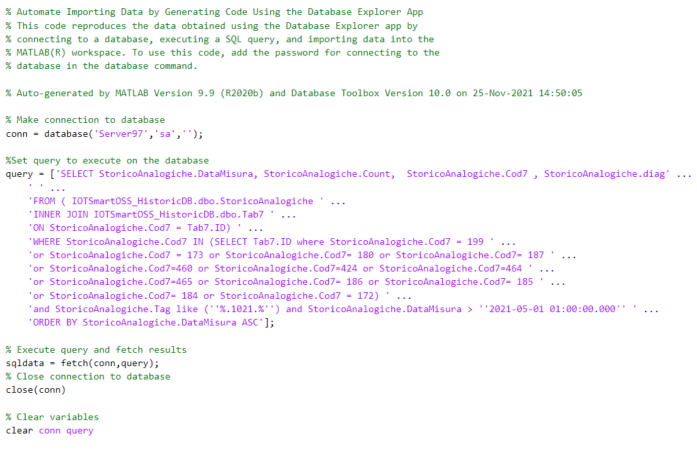 % Automate Importing Data by Generating Code Using the Database Explorer App
% This code reproduces the data obtained using the Database Explorer app by
% connecting to a database, executing a SQL query, and importing data into the
% MATLAB(R) workspace. To use this code, add the password for connecting to the
% database in the database command.
% Auto-generated by MATLAB Version 9.9 (R2020b) and Database Toolbox Version 10.0 on 25-Nov-2021 14:50:05
% Make connection to database
conn = database('Server97','sa','');
%Set query to execute on the database
query = ['SELECT StoricoAnalogiche.DataMisura, StoricoAnalogiche.Count,  StoricoAnalogiche.Cod7 , StoricoAnalogiche.diag' ...
' ' ...
'FROM ( IOTSmartOSS_HistoricDB.dbo.StoricoAnalogiche ' ...
'INNER JOIN IOTSmartOSS_HistoricDB.dbo.Tab7 ' ...
'ON StoricoAnalogiche.Cod7 = Tab7.ID) ' ...
'WHERE StoricoAnalogiche.Cod7 IN (SELECT Tab7.ID where StoricoAnalogiche.Cod7 = 199 ' ...
'or StoricoAnalogiche.Cod7 = 173 or StoricoAnalogiche.Cod7= 180 or StoricoAnalogiche.Cod7= 187 ' ...
'or StoricoAnalogiche.Cod7=460 or StoricoAnalogiche.Cod7=424 or StoricoAnalogiche.Cod7=464 ' ...
'or StoricoAnalogiche.Cod7=465 or StoricoAnalogiche.Cod7= 186 or StoricoAnalogiche.Cod7= 185 ' ...
'or StoricoAnalogiche.Cod7= 184 or StoricoAnalogiche.Cod7 = 172) ' ...
'and StoricoAnalogiche.Tag like (''%.1021.%'') and StoricoAnalogiche.DataMisura > ''2021-05-01 01:00:00.000'' ' ...
'ORDER BY StoricoAnalogiche.DataMisura ASC'];
% Execute query and fetch results
sqldata = fetch(conn,query);
% Close connection to database
close(conn)
% Clear variables
clear conn query